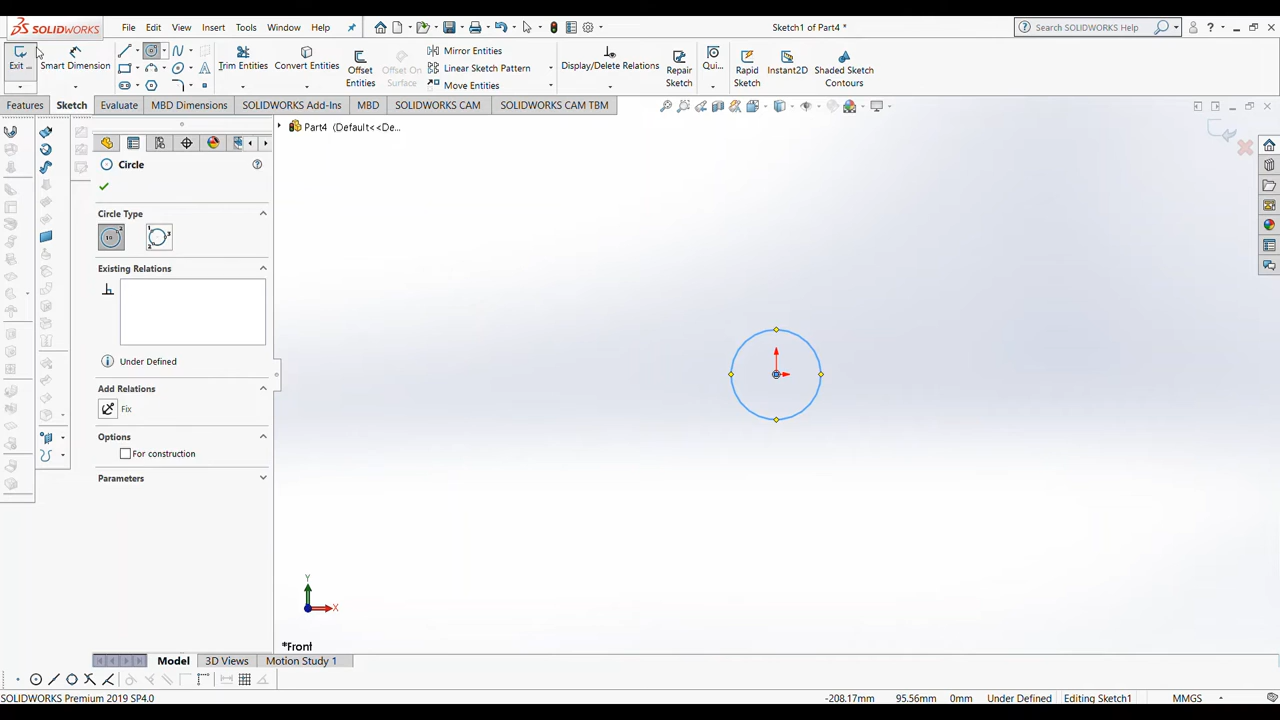 SOLIDWORKS
File Edit View Insert Tools Window Help
Sketch1 of Part4 *
Search SOLIDWORKS Help
Exit ...
Smart Dimension
Trim Entities
Convert Entities
Offset Entities
Offset On Surface
Mirror Entities
Linear Sketch Pattern
Move Entities
Display/Delete Relations
Repair Sketch
Qui...
Rapid Sketch
Instant2D
Shaded Sketch Contours
Features Sketch Evaluate MBD Dimensions SOLIDWORKS Add-Ins MBD SOLIDWORKS CAM SOLIDWORKS CAM TBM
Part4 (Default<<De...
Circle
Circle Type
Existing Relations
Under Defined
Add Relations
Fix
Options
For construction
Parameters
Y
X
*Front
Model 3D Views Motion Study 1
SOLIDWORKS Premium 2019 SP4.0
-208.17mm 95.56mm 0mm Under Defined Editing Sketch1 MMGS